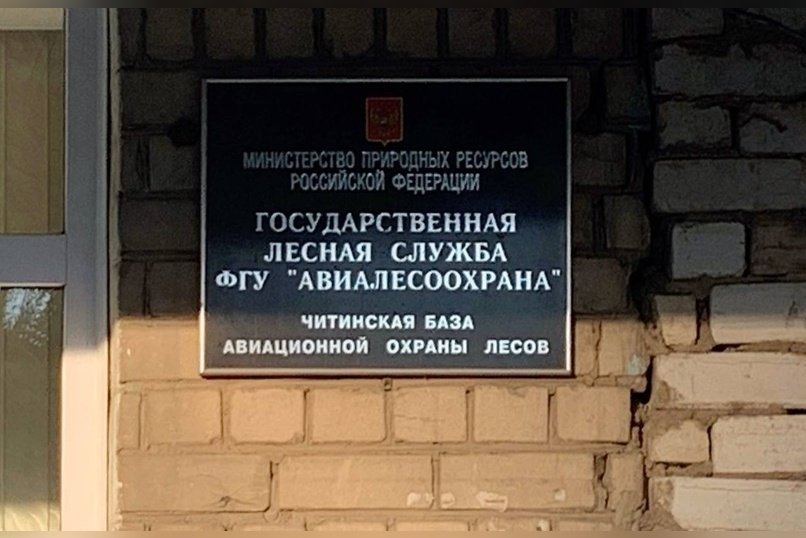 МИНИСТЕРСТВО ПРИРОДНЫХ РЕСУРСОВ
РОССИЙСКОЙ ФЕДЕРАЦИИ
ГОСУДАРСТВЕННАЯ
ЛЕСНАЯ СЛУЖБА
ФГУ "АВИАЛЕСООХРАНА"
ЧИТИНСКАЯ БАЗА
АВИАЦИОННОЙ ОХРАНЫ ЛЕСОВ